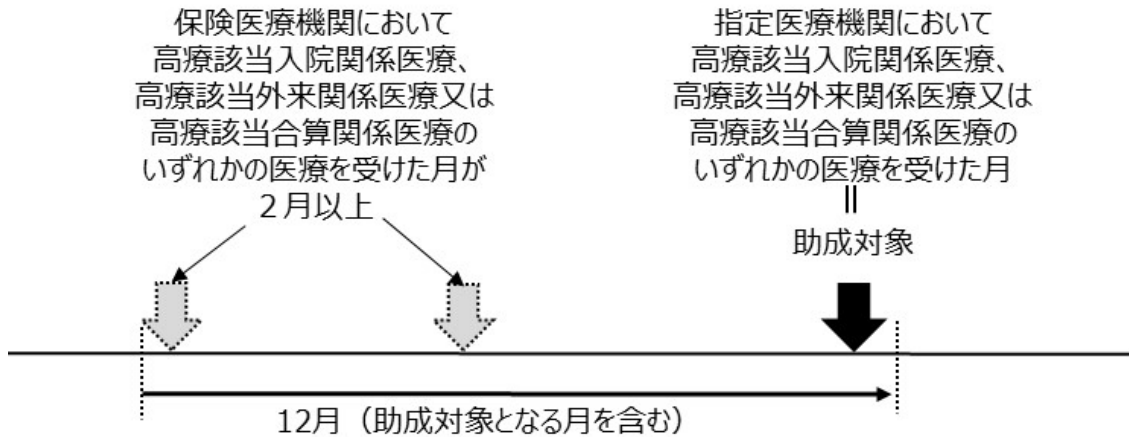 保険医療機関において
高療該当入院関係医療、
高療該当外来関係医療又は
高療該当合算関係医療の
いずれかの医療を受けた月が
２月以上
指定医療機関において
高療該当入院関係医療、
高療該当外来関係医療又は
高療該当合算関係医療の
いずれかの医療を受けた月
||
助成対象
12月（助成対象となる月を含む）